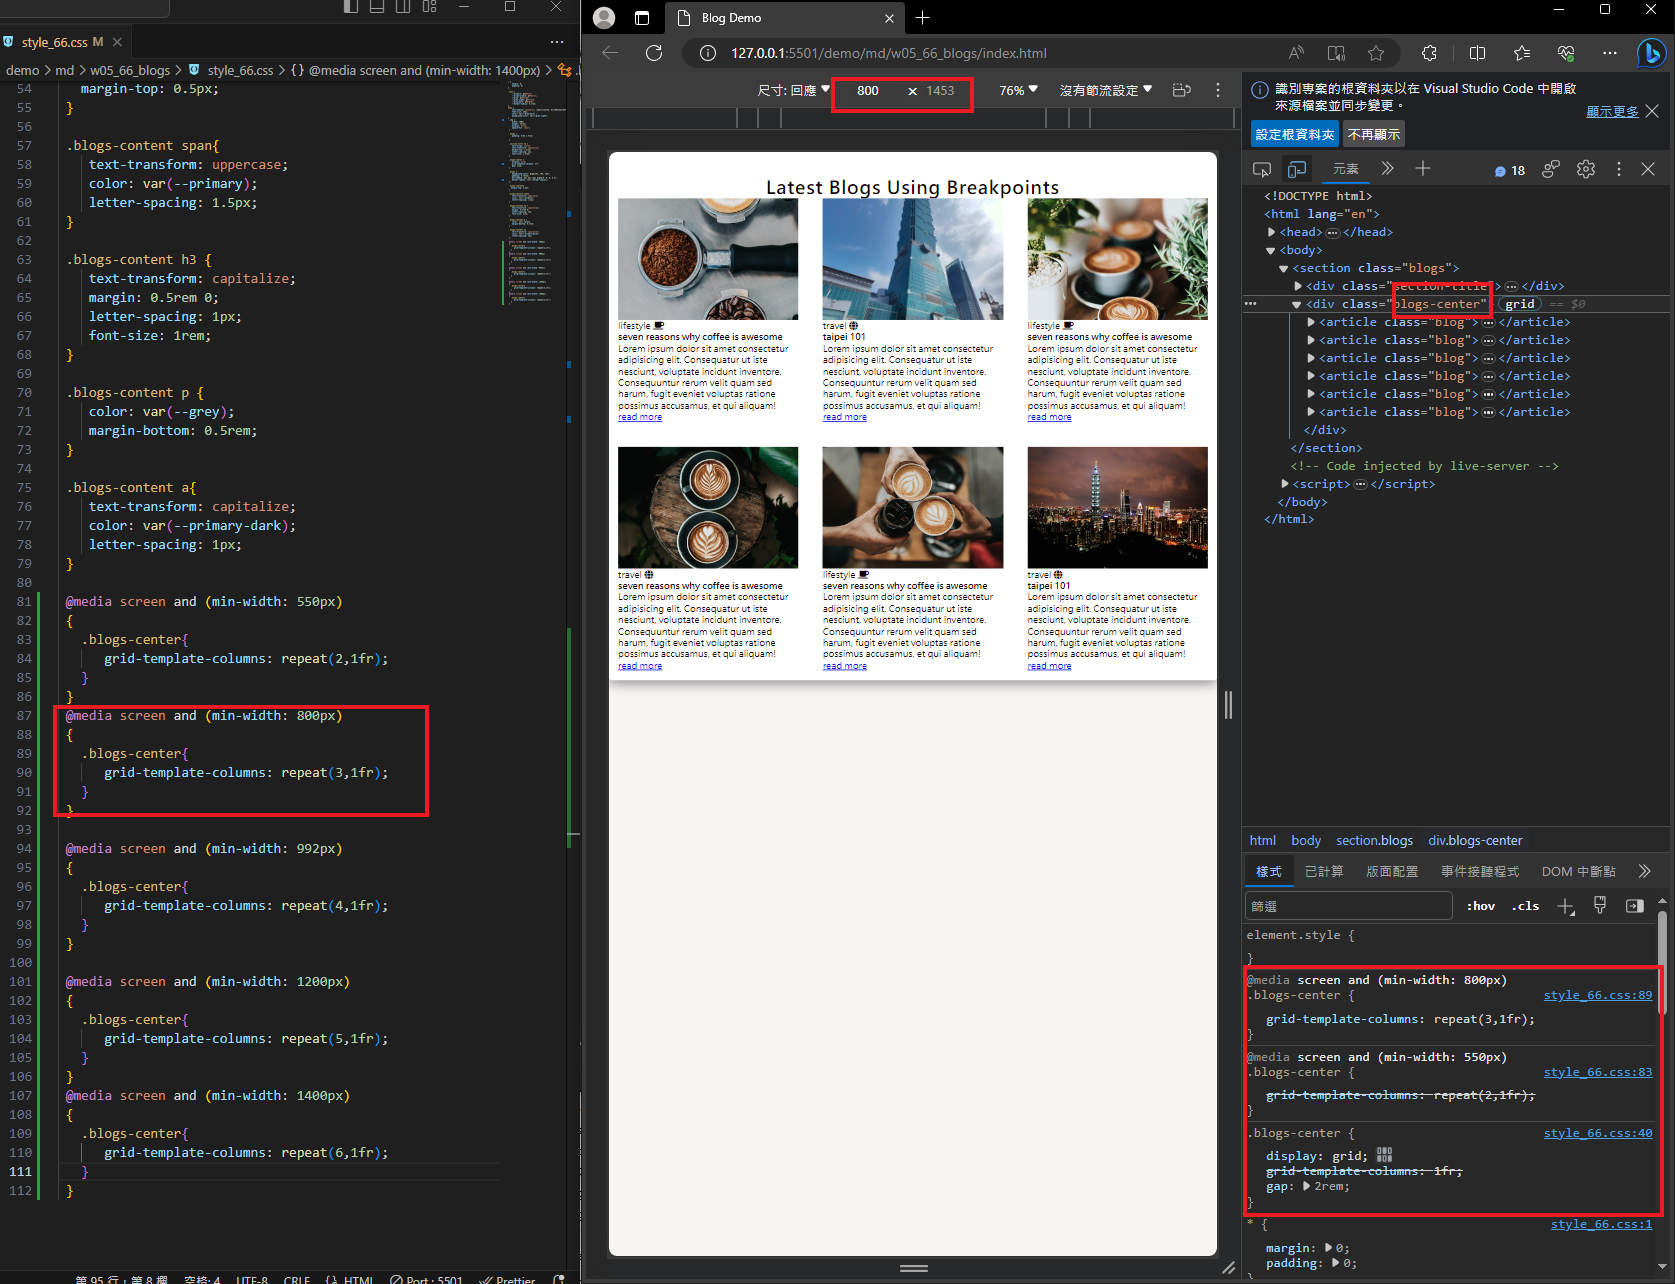 style_66.css M ×
demo > md > w05_66_blogs > style_66.css > {} @media screen and (min-width: 1400px) >
54 margin-top: 0.5px;
55 }
56
57 .blogs-content span{
58 text-transform: uppercase;
59 color: var(--primary);
60 letter-spacing: 1.5px;
61 }
62
63 .blogs-content h3 {
64 text-transform: capitalize;
65 margin: 0.5rem 0;
66 letter-spacing: 1px;
67 font-size: 1rem;
68 }
69
70 .blogs-content p {
71 color: var(--grey);
72 margin-bottom: 0.5rem;
73 }
74
75 .blogs-content a{
76 text-transform: capitalize;
77 color: var(--primary-dark);
78 letter-spacing: 1px;
79 }
80
81 @media screen and (min-width: 550px)
82 {
83 .blogs-center{
84 grid-template-columns: repeat(2,1fr);
85 }
86 }
87 @media screen and (min-width: 800px)
88 {
89 .blogs-center{
90 grid-template-columns: repeat(3,1fr);
91 }
92 }
93
94 @media screen and (min-width: 992px)
95 {
96 .blogs-center{
97 grid-template-columns: repeat(4,1fr);
98 }
99 }
100
101 @media screen and (min-width: 1200px)
102 {
103 .blogs-center{
104 grid-template-columns: repeat(5,1fr);
105 }
106 }
107 @media screen and (min-width: 1400px)
108 {
109 .blogs-center{
110 grid-template-columns: repeat(6,1fr);
111 }
112 }
第 95 行，第 8 欄 空格: 4 UTF-8 CRLF {} HTML Port : 5501 Prettier
Blog Demo
127.0.0.1:5501/demo/md/w05_66_blogs/index.html
尺寸: 回應 800 × 1453 76% 沒有節流設定
Latest Blogs Using Breakpoints
lifestyle
seven reasons why coffee is awesome
Lorem ipsum dolor sit amet consectetur
adipisicing elit. Consequatur ut iste
nesciunt, voluptate incidunt inventore.
Consequuntur rerum velit quam sed
harum, fugit eveniet voluptas ratione
possimus accusamus, et qui aliquam!
read more
travel
taipei 101
Lorem ipsum dolor sit amet consectetur
adipisicing elit. Consequatur ut iste
nesciunt, voluptate incidunt inventore.
Consequuntur rerum velit quam sed
harum, fugit eveniet voluptas ratione
possimus accusamus, et qui aliquam!
read more
lifestyle
seven reasons why coffee is awesome
Lorem ipsum dolor sit amet consectetur
adipisicing elit. Consequatur ut iste
nesciunt, voluptate incidunt inventore.
Consequuntur rerum velit quam sed
harum, fugit eveniet voluptas ratione
possimus accusamus, et qui aliquam!
read more
travel
seven reasons why coffee is awesome
Lorem ipsum dolor sit amet consectetur
adipisicing elit. Consequatur ut iste
nesciunt, voluptate incidunt inventore.
Consequuntur rerum velit quam sed
harum, fugit eveniet voluptas ratione
possimus accusamus, et qui aliquam!
read more
lifestyle
seven reasons why coffee is awesome
Lorem ipsum dolor sit amet consectetur
adipisicing elit. Consequatur ut iste
nesciunt, voluptate incidunt inventore.
Consequuntur rerum velit quam sed
harum, fugit eveniet voluptas ratione
possimus accusamus, et qui aliquam!
read more
travel
taipei 101
Lorem ipsum dolor sit amet consectetur
adipisicing elit. Consequatur ut iste
nesciunt, voluptate incidunt inventore.
Consequuntur rerum velit quam sed
harum, fugit eveniet voluptas ratione
possimus accusamus, et qui aliquam!
read more
識別專案的根資料夾以在 Visual Studio Code 中開啟
來源檔案並同步變更。
顯示更多
設定根資料夾 不再顯示
元素 18
<!DOCTYPE html>
<html lang="en">
<head>…</head>
<body>
<section class="blogs">
<div class="section-title">…</div>
<div class="blogs-center"> grid == $0
<article class="blog">…</article>
<article class="blog">…</article>
<article class="blog">…</article>
<article class="blog">…</article>
<article class="blog">…</article>
<article class="blog">…</article>
</div>
</section>
<!-- Code injected by live-server -->
<script>…</script>
</body>
</html>
html body section.blogs div.blogs-center
樣式 已計算 版面配置 事件接聽程式 DOM 中斷點
篩選 :hov .cls
element.style {
}
@media screen and (min-width: 800px)
.blogs-center { style_66.css:89
grid-template-columns: repeat(3,1fr);
}
@media screen and (min-width: 550px)
.blogs-center { style_66.css:83
grid-template-columns: repeat(2,1fr);
}
.blogs-center { style_66.css:40
display: grid;
grid-template-columns: 1fr;
gap: 2rem;
}
* { style_66.css:1
margin: 0;
padding: 0;